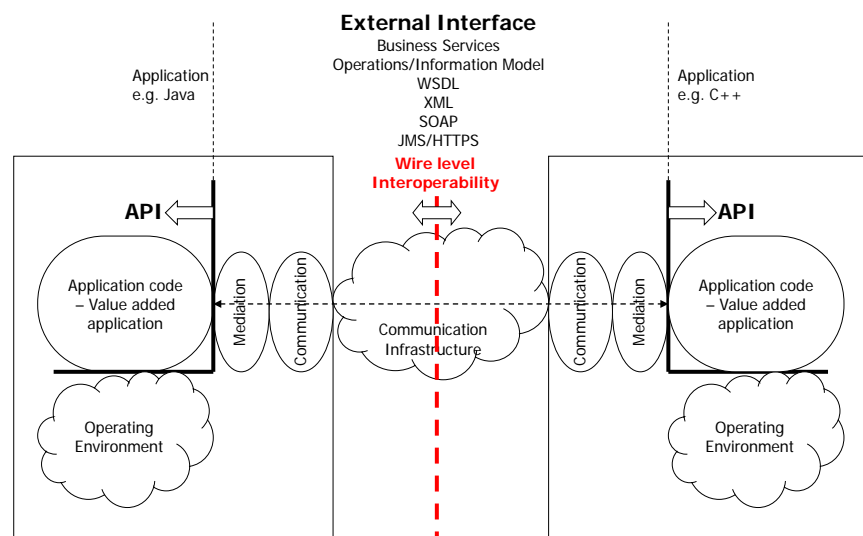 External Interface
Business Services
Operations/Information Model
WSDL
XML
SOAP
JMS/HTTPS
Wire level
Interoperability
Application
e.g. Java
Application
e.g. C++
API
API
Application code
– Value added
application
Mediation
Communication
Communication
Infrastructure
Communication
Mediation
Application code
– Value added
application
Operating
Environment
Operating
Environment